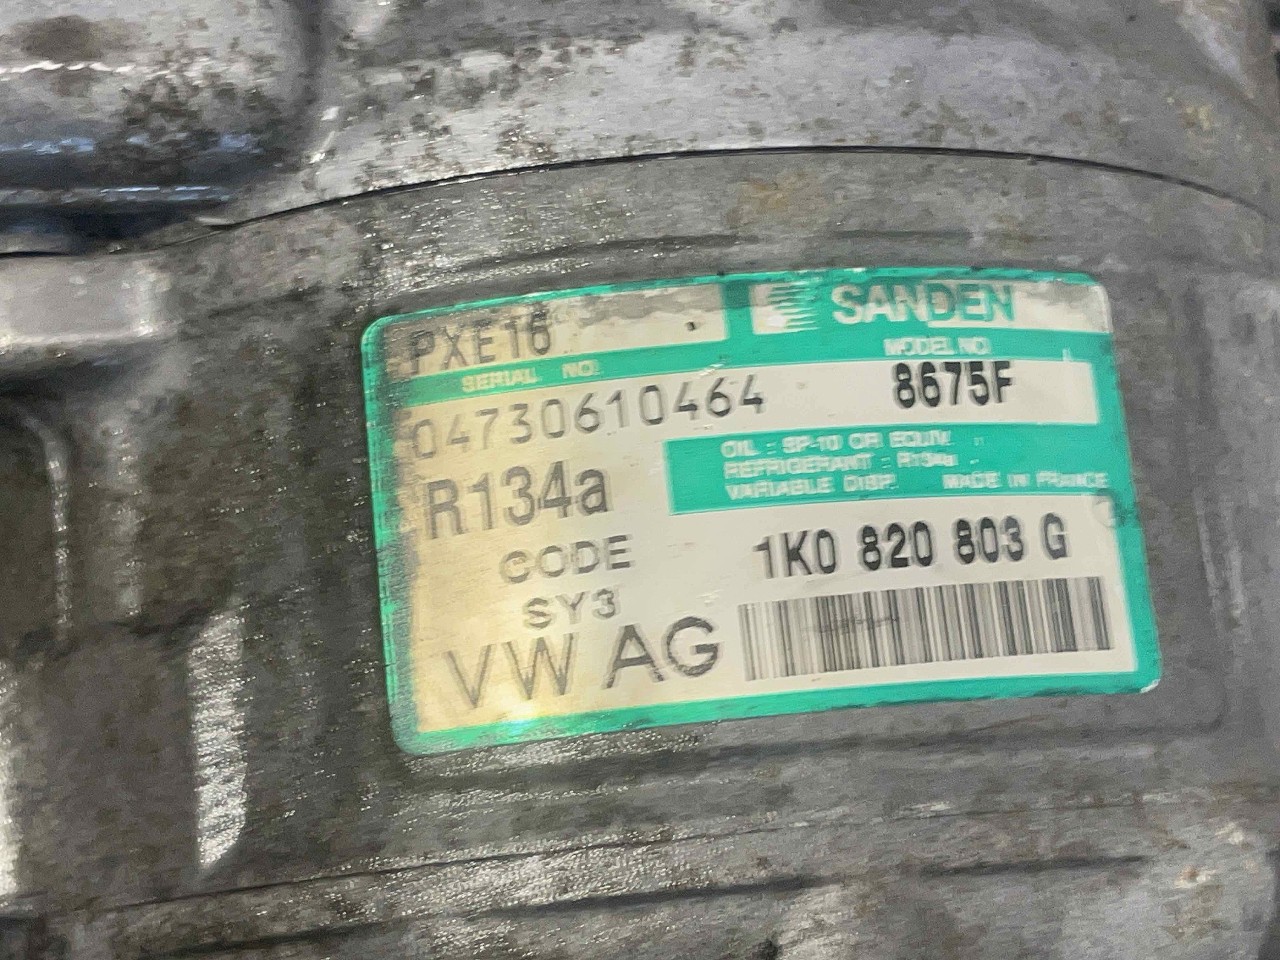 PXE16
SANDEN
SERIAL NO.
MODEL NO
04730610464
8675F
OIL : SP-10 OR EQUIV.
REFRIGERANT : R134a
VARIABLE DISP. MADE IN FRANCE
R134a
CODE
1K0 820 803 G
SY3
VW AG